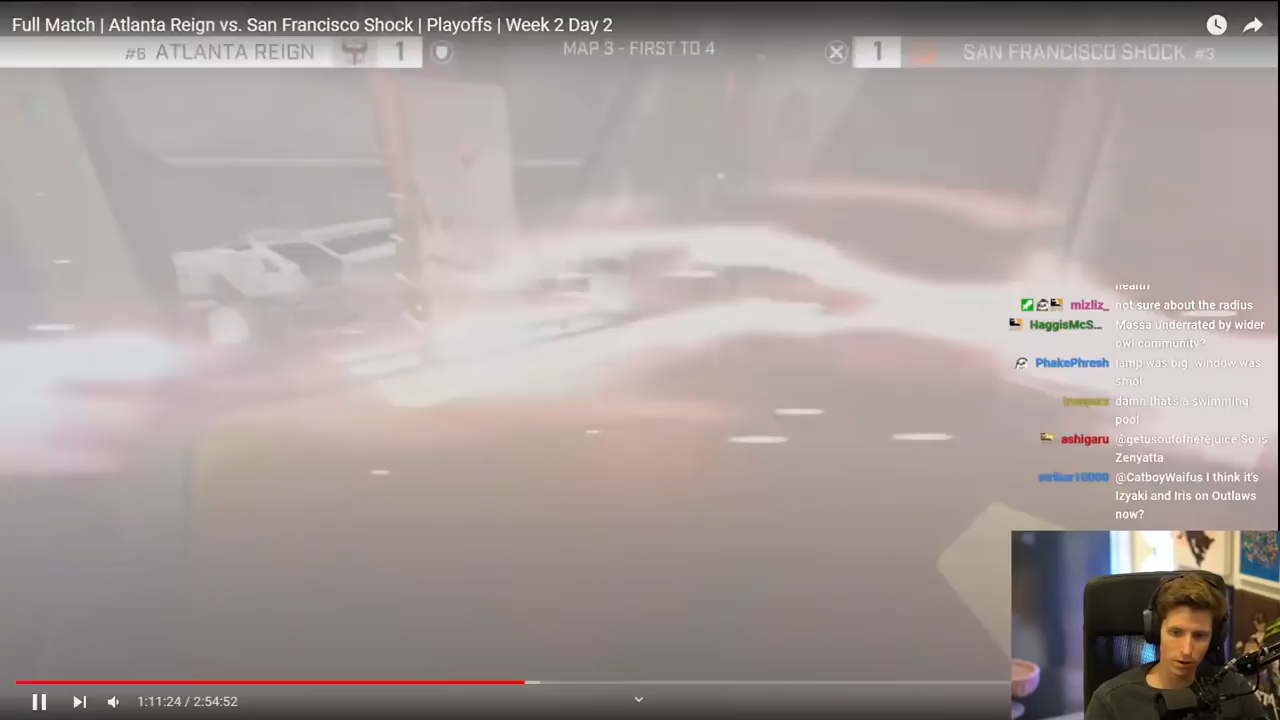 Full Match | Atlanta Reign vs. San Francisco Shock | Playoffs | Week 2 Day 2
#6 ATLANTA REIGN 1 MAP 3 - FIRST TO 4 1 SAN FRANCISCO SHOCK #3
health
mizliz_ not sure about the radius
HaggisMcS... Massa underrated by wider
owl community?
PhakePhresh lamp was big, window was
smol
damn that's a swimming
pool
ashigaru @getusoutofherejuice So is
Zenyatta
@CatboyWaifus I think it's
Izyaki and Iris on Outlaws
now?
1:11:24 / 2:54:52